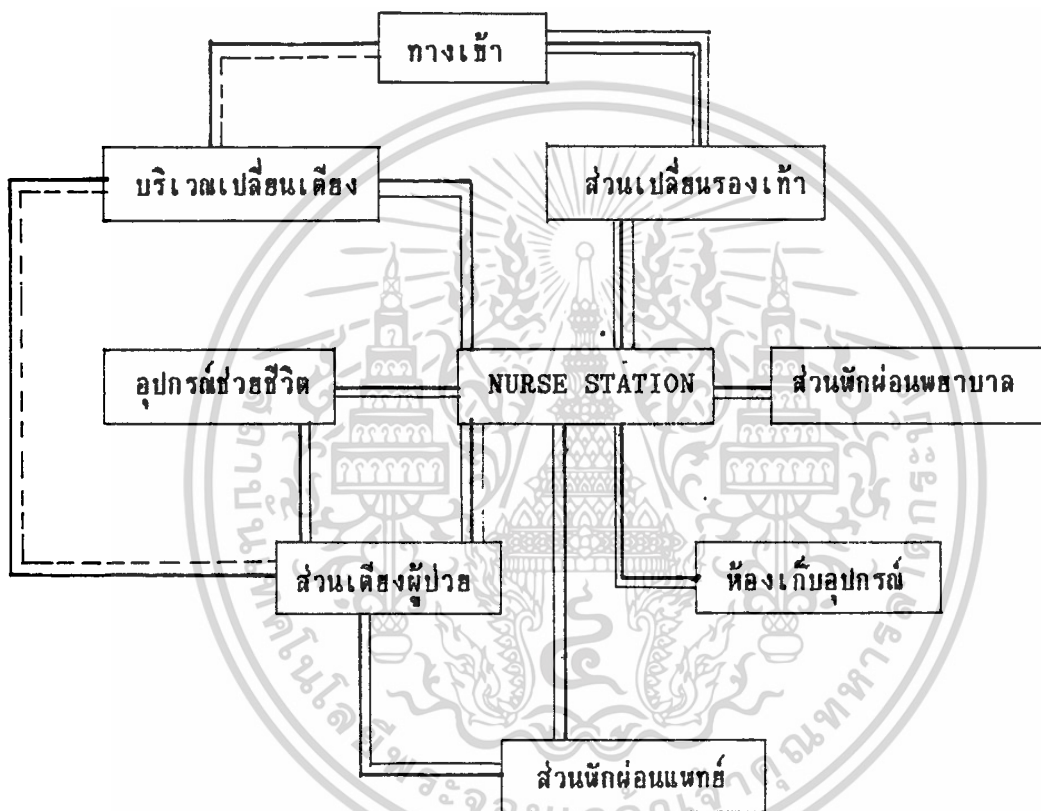 ทางเข้า
บริเวณเปลี่ยนเตียง
ส่วนเปลี่ยนรองเท้า
อุปกรณ์ช่วยชีวิต
NURSE STATION
ส่วนพักผ่อนพยาบาล
ส่วนเตียงผู้ป่วย
ห้องเก็บอุปกรณ์
ส่วนพักผ่อนแพทย์